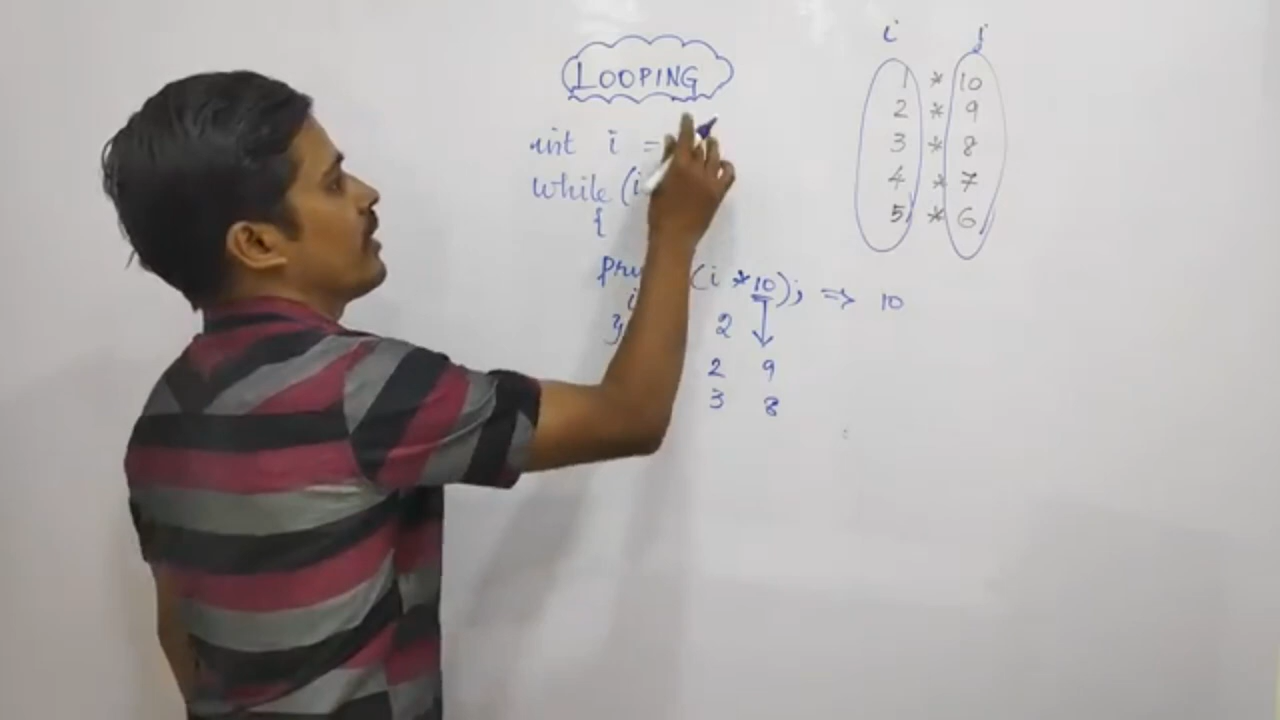 LOOPING
int i =
while (i
{
(i * 10); => 10
}
2
2 9
3 8
i j
1 * 10
2 * 9
3 * 8
4 * 7
5 * 6